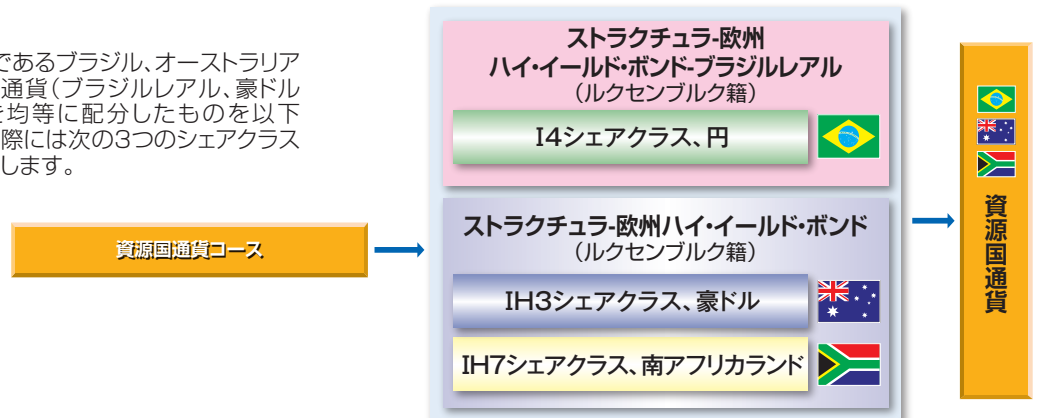 であるブラジル、オーストラリア
通貨（ブラジルレアル、豪ドル
を均等に配分したものを以下
際には次の3つのシェアクラス
します。
資源国通貨コース
ストラクチュラ-欧州
ハイ・イールド・ボンド-ブラジルレアル
（ルクセンブルク籍）
I4シェアクラス、円
ストラクチュラ-欧州ハイ・イールド・ボンド
（ルクセンブルク籍）
IH3シェアクラス、豪ドル
IH7シェアクラス、南アフリカランド
資源国通貨